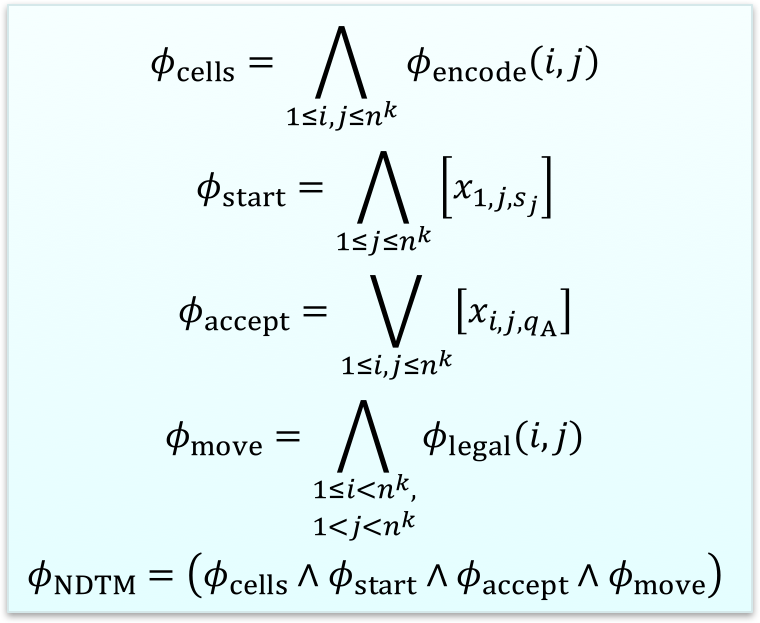 ϕ_cells = ⋀_{1≤i,j≤n^k} ϕ_encode(i,j)
ϕ_start = ⋀_{1≤j≤n^k} [x_{1,j,s_j}]
ϕ_accept = ⋁_{1≤i,j≤n^k} [x_{i,j,q_A}]
ϕ_move = ⋀_{1≤i<n^k, 1<j<n^k} ϕ_legal(i,j)
ϕ_NDTM = (ϕ_cells ∧ ϕ_start ∧ ϕ_accept ∧ ϕ_move)